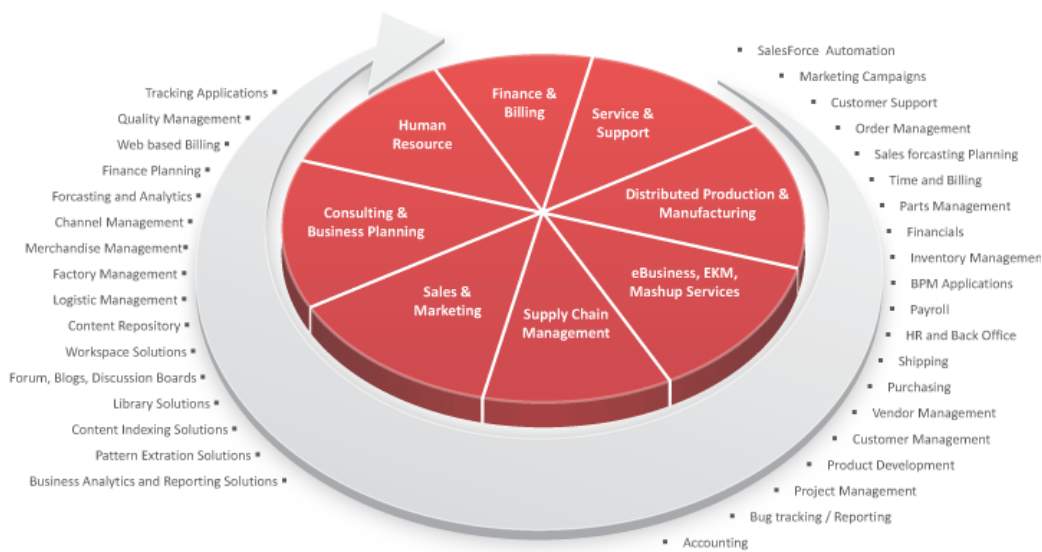 Tracking Applications
Quality Management
Web based Billing
Finance Planning
Forcasting and Analytics
Channel Management
Merchandise Management
Factory Management
Logistic Management
Content Repository
Workspace Solutions
Forum, Blogs, Discussion Boards
Library Solutions
Content Indexing Solutions
Pattern Extration Solutions
Business Analytics and Reporting Solutions
Finance &
Billing
Service &
Support
Human
Resource
Distributed Production &
Manufacturing
Consulting &
Business Planning
eBusiness, EKM,
Mashup Services
Sales &
Marketing
Supply Chain
Management
SalesForce Automation
Marketing Campaigns
Customer Support
Order Management
Sales forcasting Planning
Time and Billing
Parts Management
Financials
Inventory Management
BPM Applications
Payroll
HR and Back Office
Shipping
Purchasing
Vendor Management
Customer Management
Product Development
Project Management
Bug tracking / Reporting
Accounting